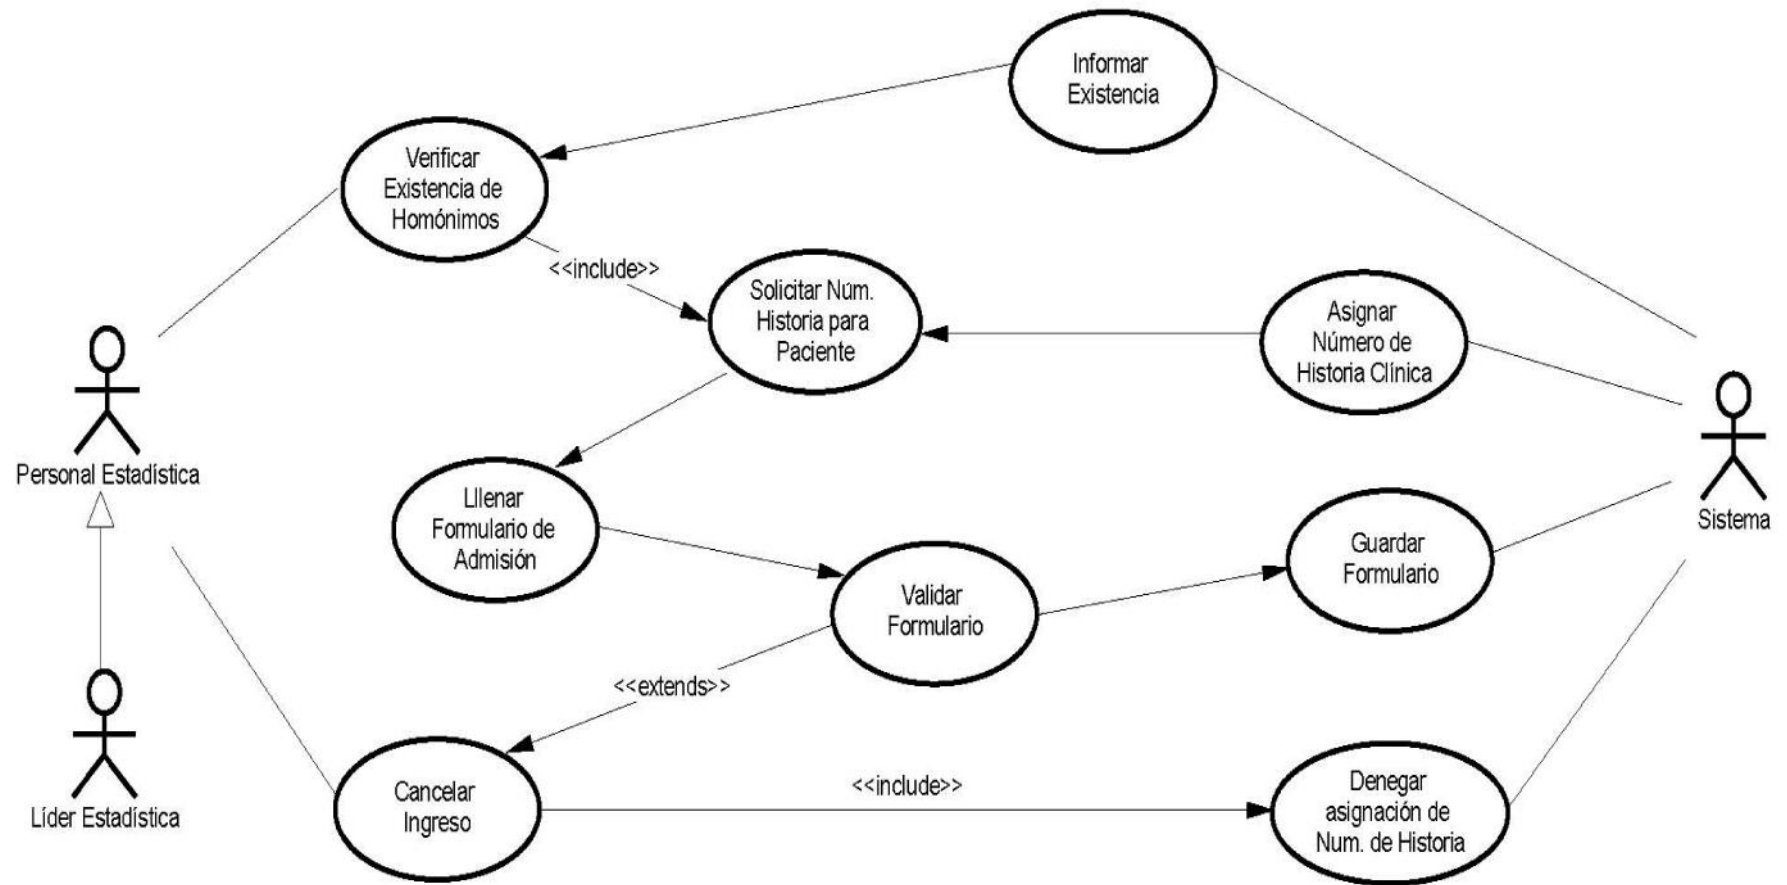 Informar
Existencia
Verificar
Existencia de
Homónimos
<<include>>
Solicitar Núm.
Historia para
Paciente
Asignar
Número de
Historia Clínica
Personal Estadística
Lllenar
Formulario de
Admisión
Guardar
Formulario
Sistema
Validar
Formulario
<<extends>>
Líder Estadística
Cancelar
Ingreso
<<include>>
Denegar
asignación de
Num. de Historia